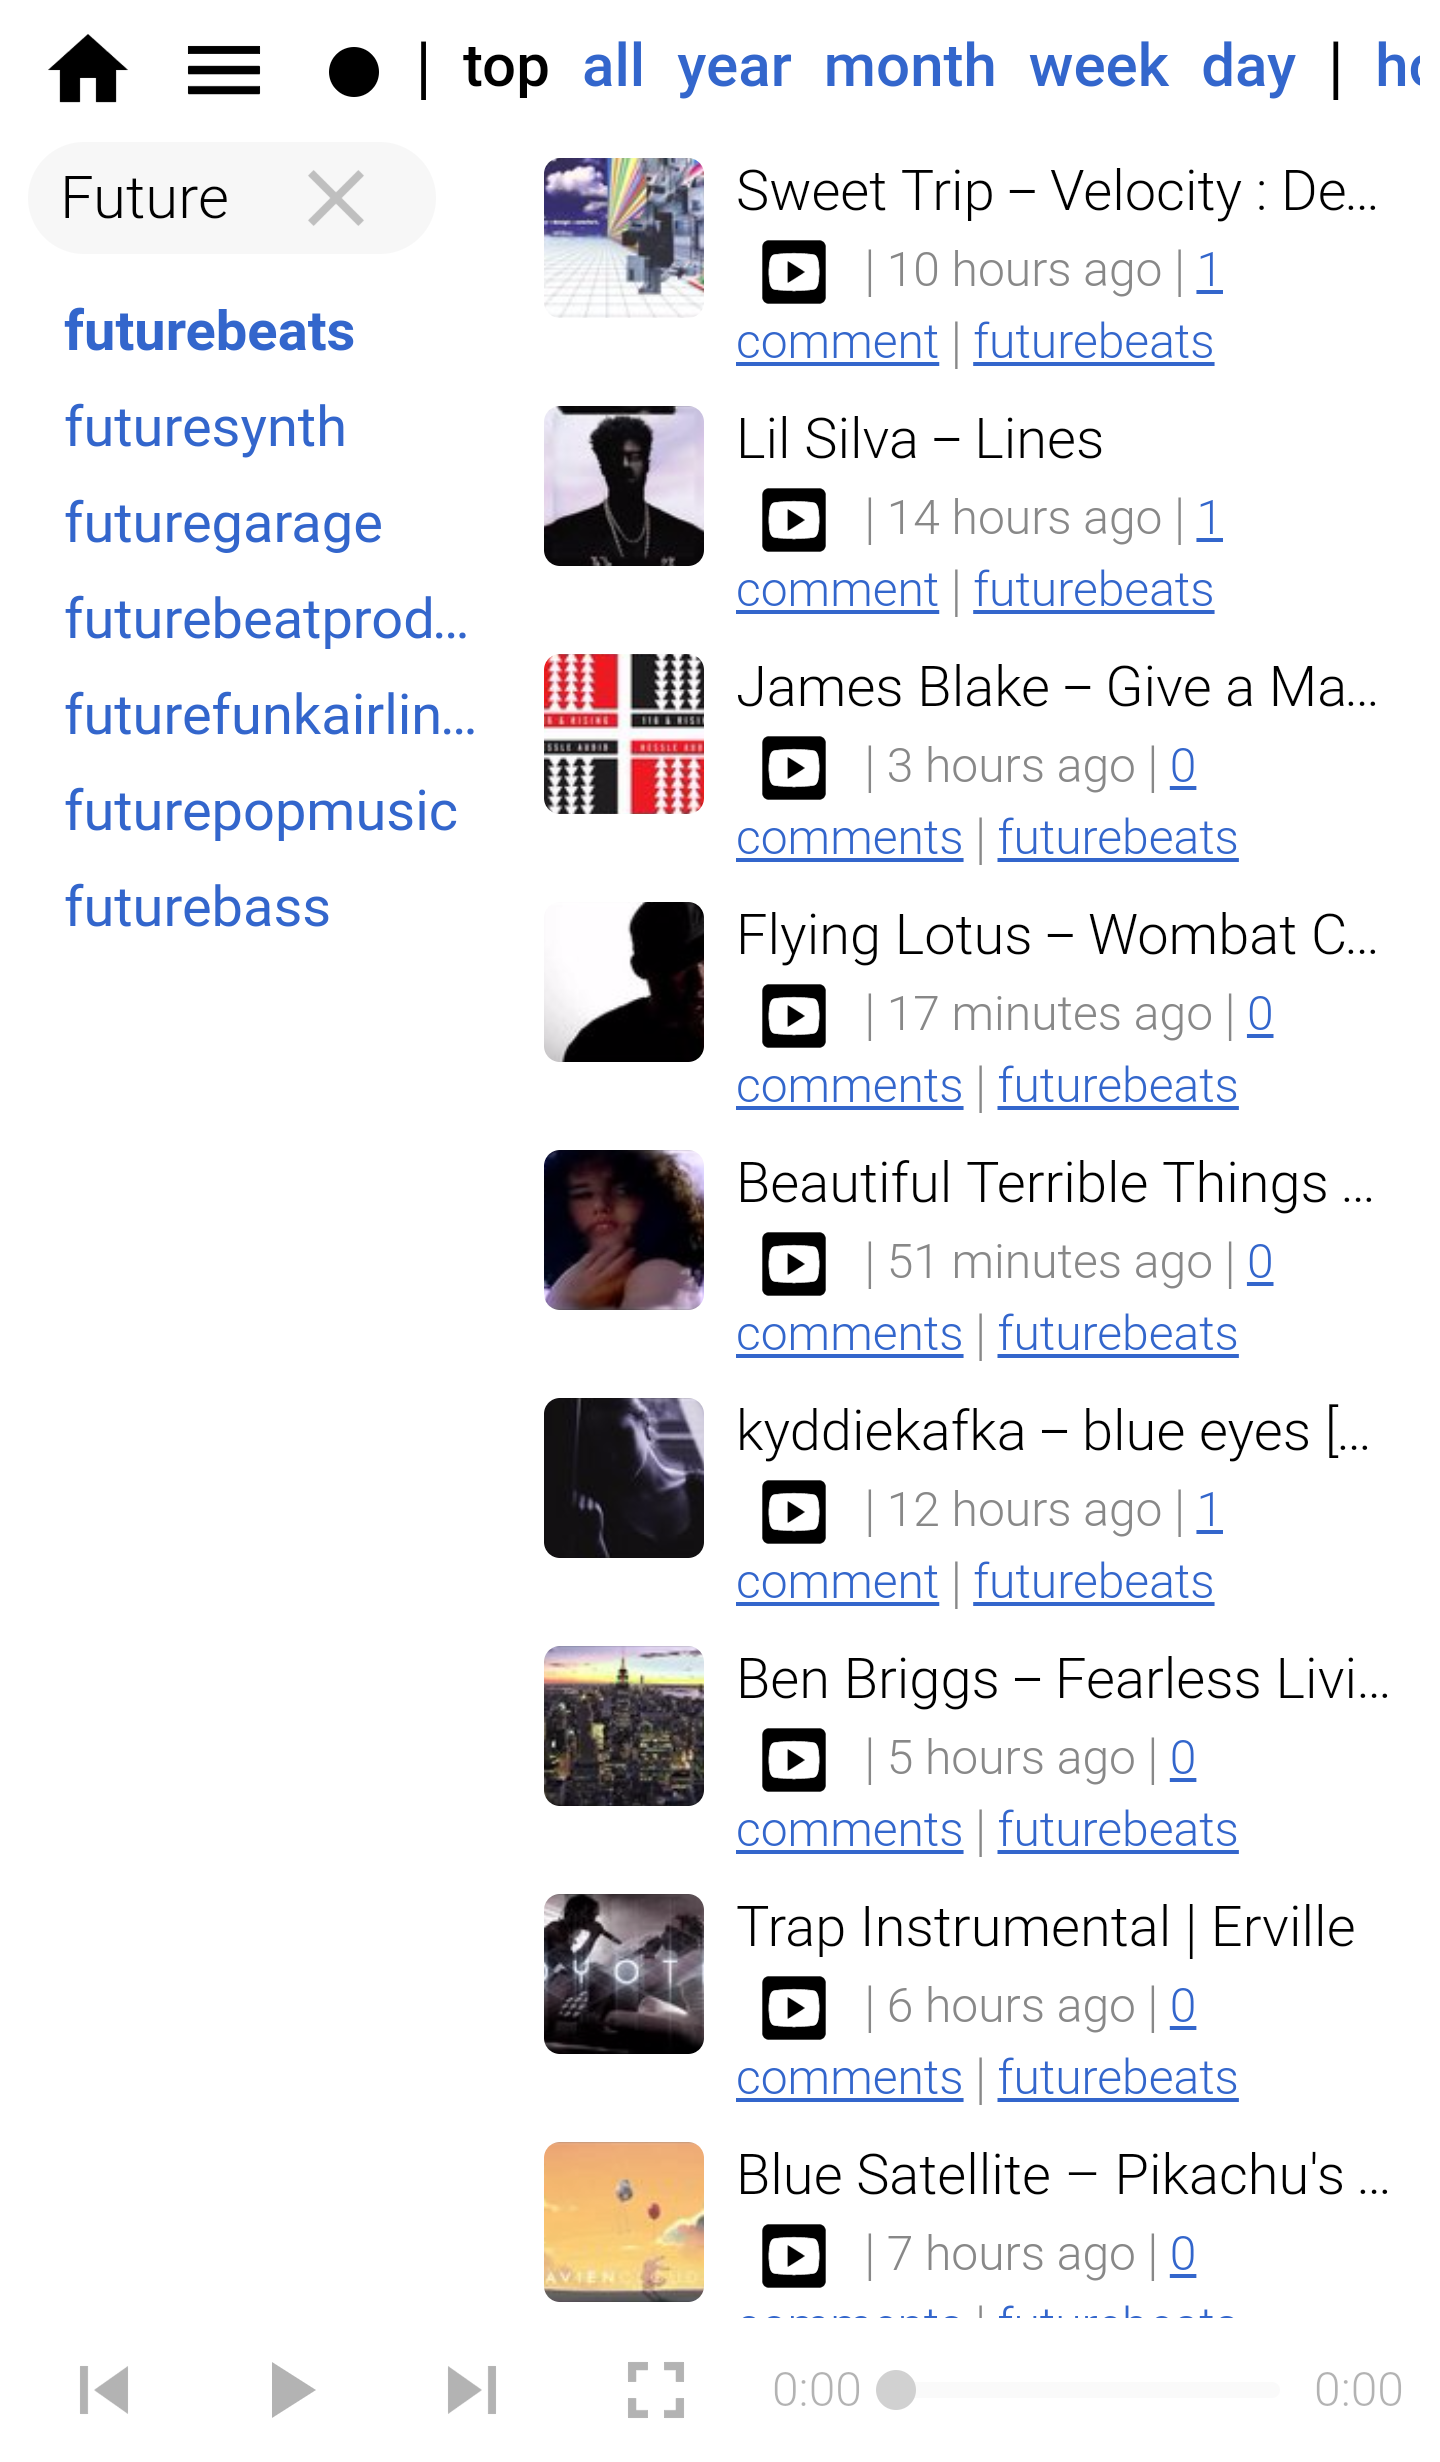 | top all year month week day | ho
Future
futurebeats
futuresynth
futuregarage
futurebeatprod...
futurefunkairlin...
futurepopmusic
futurebass
Sweet Trip – Velocity : De...
| 10 hours ago | 1
comment | futurebeats
Lil Silva – Lines
| 14 hours ago | 1
comment | futurebeats
James Blake – Give a Ma...
| 3 hours ago | 0
comments | futurebeats
Flying Lotus – Wombat C...
| 17 minutes ago | 0
comments | futurebeats
Beautiful Terrible Things ...
| 51 minutes ago | 0
comments | futurebeats
kyddiekafka – blue eyes [...
| 12 hours ago | 1
comment | futurebeats
Ben Briggs – Fearless Livi...
| 5 hours ago | 0
comments | futurebeats
Trap Instrumental | Erville
| 6 hours ago | 0
comments | futurebeats
Blue Satellite – Pikachu's ...
| 7 hours ago | 0
comments | futurebeats
0:00 0:00